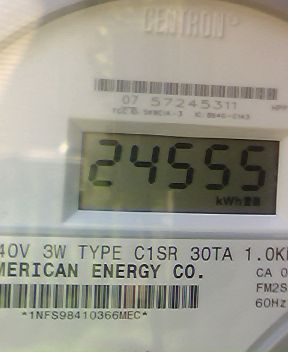 CENTRON®
07 57245311
24555
kWh
40V 3W TYPE C1SR 30TA 1.0K
MERICAN ENERGY CO.
CA 0
FM2S
60Hz
*1NFS98410366MEC*